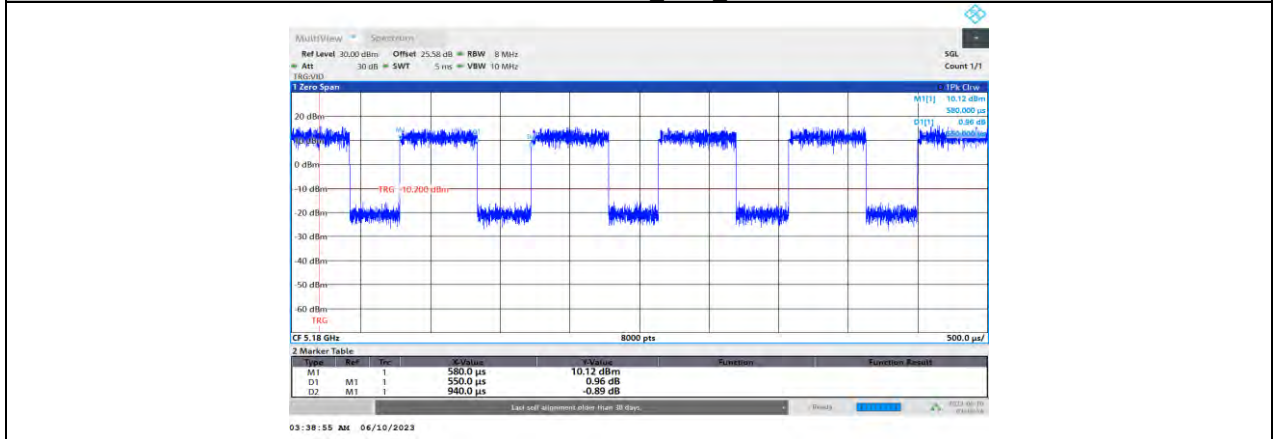 MultiView Spectrum
Ref Level 30.00 dBm Offset 25.58 dB RBW 8 MHz SGL
Att 30 dB SWT 5 ms VBW 10 MHz Count 1/1
TRG:VID
1 Zero Span 1Pk Clrw
M1[1] 10.12 dBm
580.000 µs
20 dBm
D1[1] 0.96 dB
0 dBm
-10 dBm TRG -10.200 dBm
-20 dBm
-30 dBm
-40 dBm
-50 dBm
-60 dBm
TRG
CF 5.18 GHz 8000 pts 500.0 µs/
2 Marker Table
Type Ref Trc X-Value Y-Value Function Function Result
M1 1 580.0 µs 10.12 dBm
D1 M1 1 550.0 µs 0.96 dB
D2 M1 1 940.0 µs -0.89 dB
Last self alignment older than 30 days. Ready
03:38:55 AM 06/10/2023